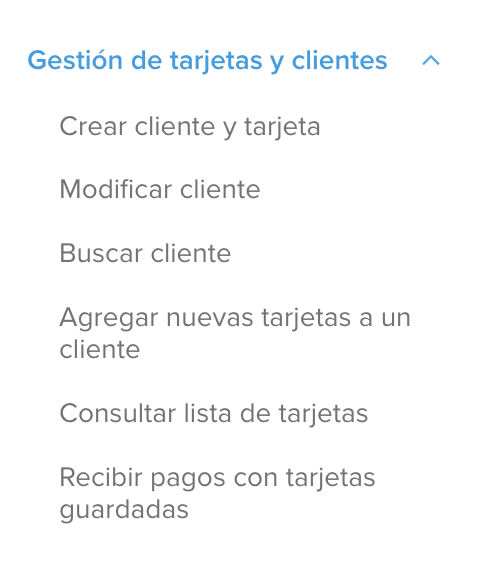 Gestión de tarjetas y clientes
Crear cliente y tarjeta
Modificar cliente
Buscar cliente
Agregar nuevas tarjetas a un
cliente
Consultar lista de tarjetas
Recibir pagos con tarjetas
guardadas